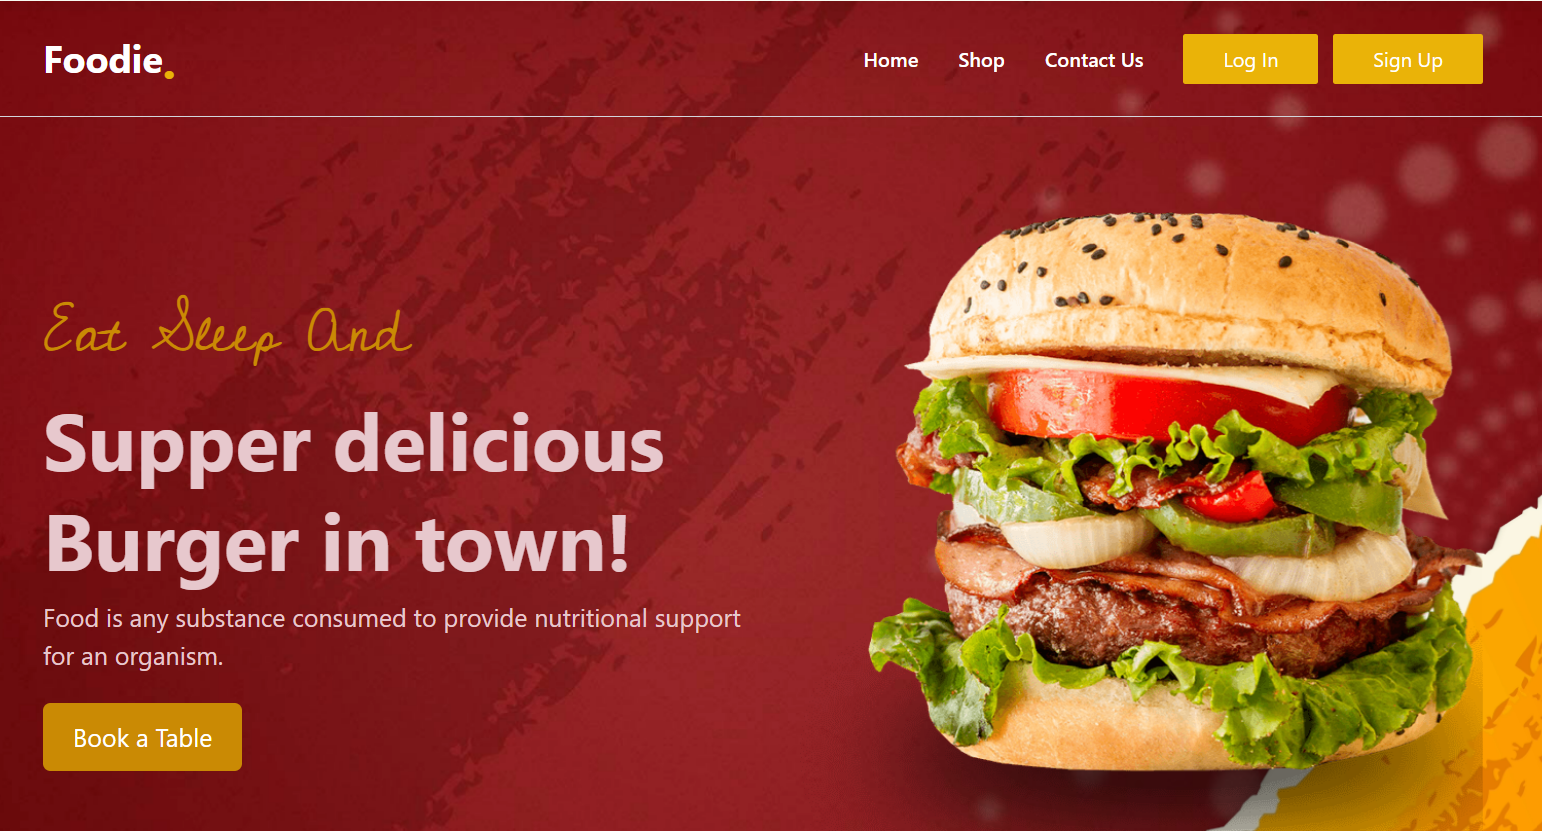 Foodie.
Home Shop Contact Us Log In Sign Up
Eat Sleep And
Supper delicious
Burger in town!
Food is any substance consumed to provide nutritional support
for an organism.
Book a Table